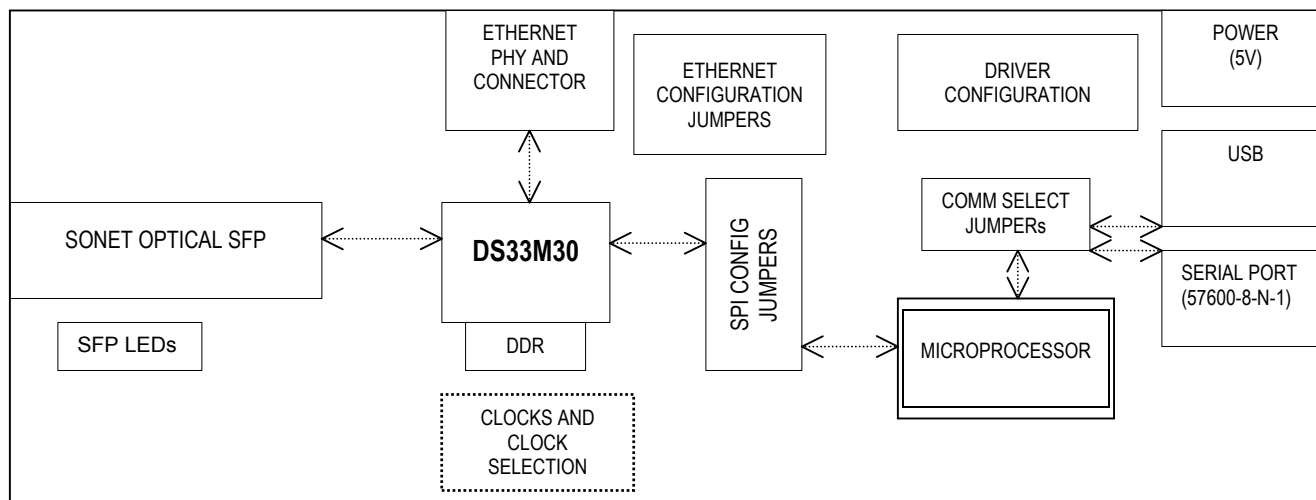 ETHERNET
PHY AND
CONNECTOR
ETHERNET
CONFIGURATION
JUMPERS
DRIVER
CONFIGURATION
POWER
(5V)
USB
SONET OPTICAL SFP
DS33M30
SPI CONFIG
JUMPERS
COMM SELECT
JUMPERs
SERIAL PORT
(57600-8-N-1)
SFP LEDs
DDR
MICROPROCESSOR
CLOCKS AND
CLOCK
SELECTION